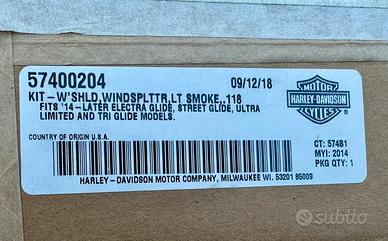 57400204
09/12/18
KIT-W'SHLD,WINDSPLTTR,LT SMOKE,.118
FITS '14-LATER ELECTRA GLIDE, STREET GLIDE, ULTRA
LIMITED AND TRI GLIDE MODELS.
MOTOR
HARLEY-DAVIDSON
CYCLES
COUNTRY OF ORIGIN U.S.A.
CT: 574B1
MYI: 2014
PKG QTY: 1
HARLEY-DAVIDSON MOTOR COMPANY, MILWAUKEE WI. 53201 85009
subito